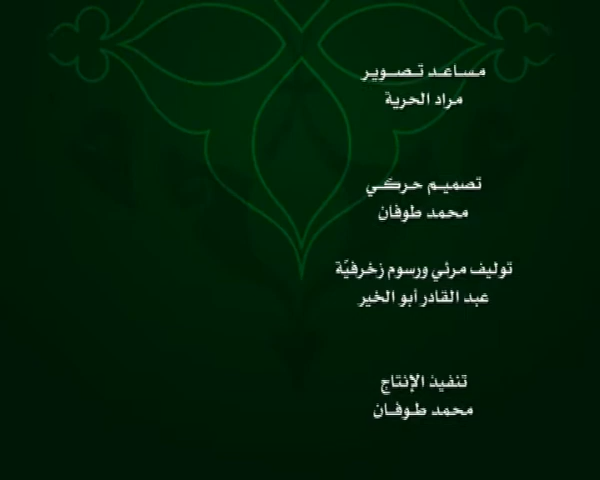 مساعد تصوير
مراد الحرية
تصميم حركي
محمد طوفان
توليف مرئي ورسوم زخرفيّة
عبد القادر أبو الخير
تنفيذ الإنتاج
محمد طوفان